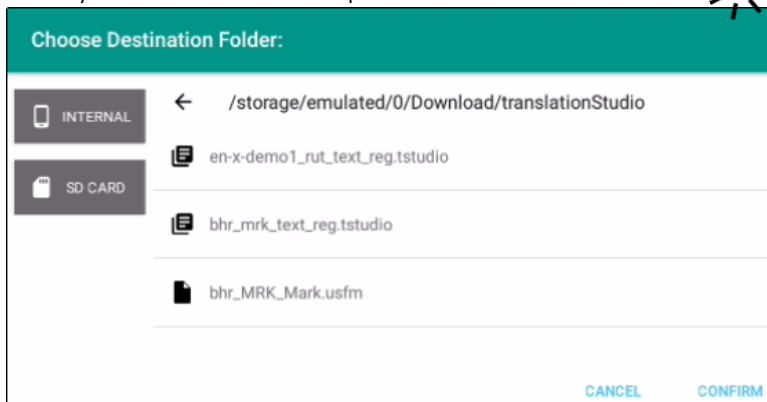 Choose Destination Folder:
INTERNAL
/storage/emulated/0/Download/translationStudio
en-x-demo1_rut_text_reg.tstudio
SD CARD
bhr_mrk_text_reg.tstudio
bhr_MRK_Mark.usfm
CANCEL CONFIRM